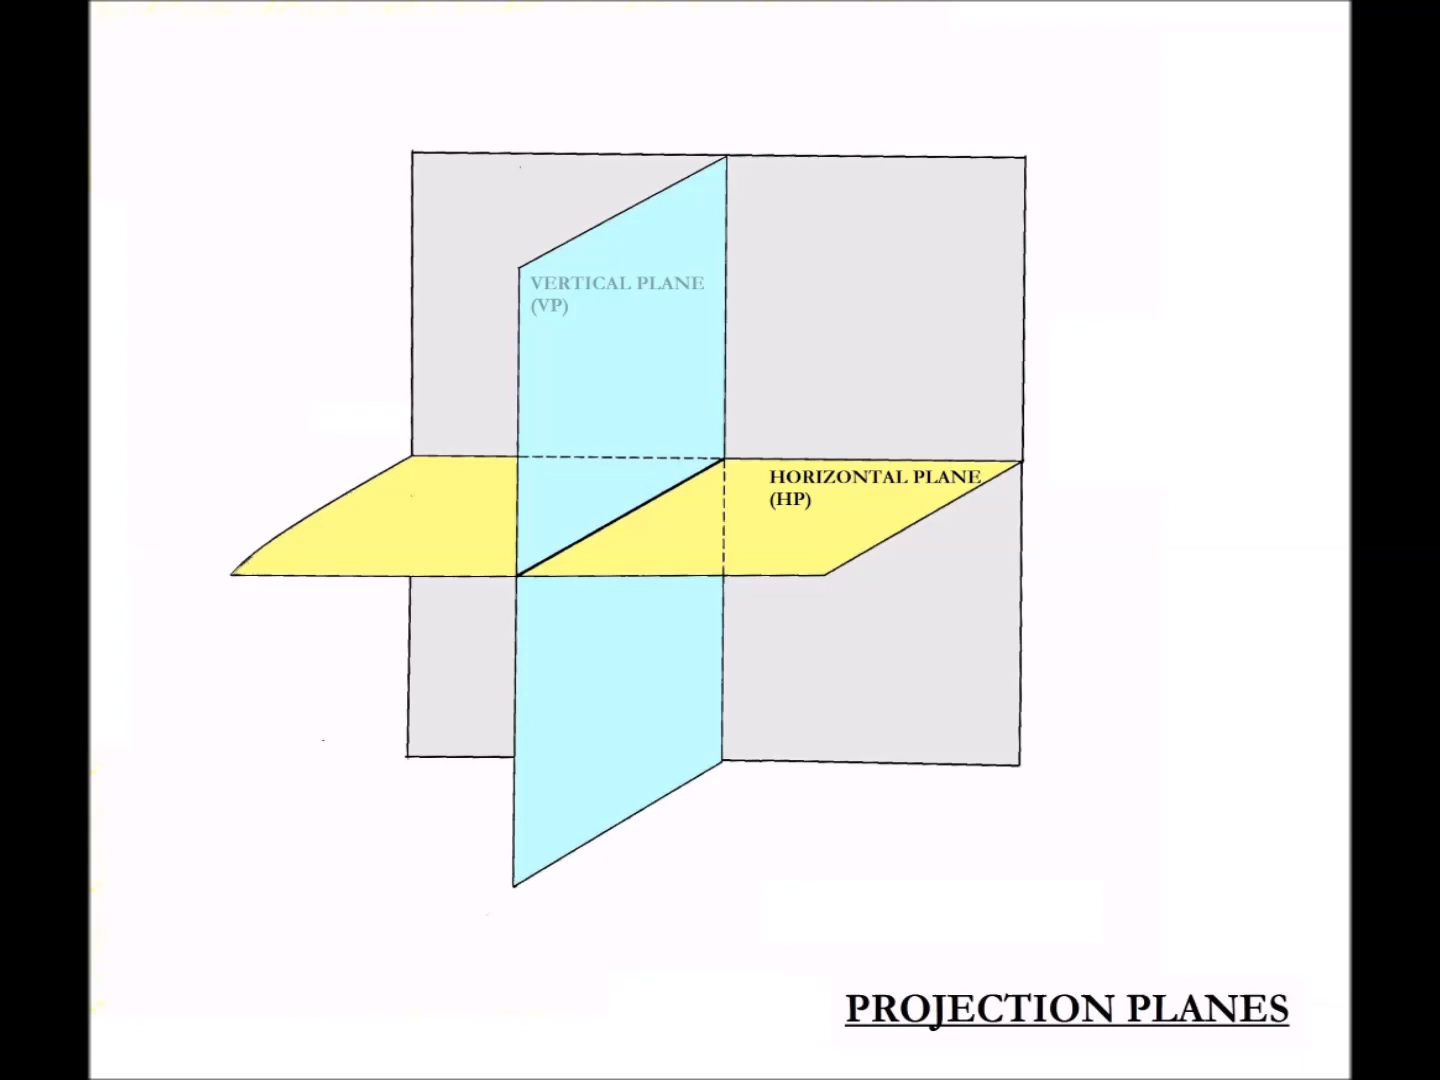 VERTICAL PLANE
(VP)
HORIZONTAL PLANE
(HP)
PROJECTION PLANES